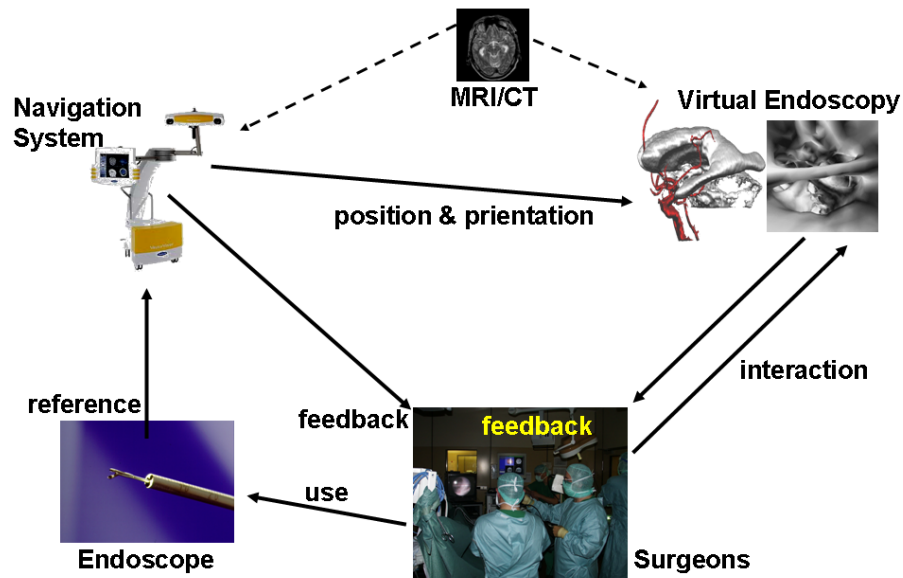 MRI/CT
Navigation
System
Virtual Endoscopy
position & prientation
interaction
reference
feedback
feedback
use
Endoscope
Surgeons